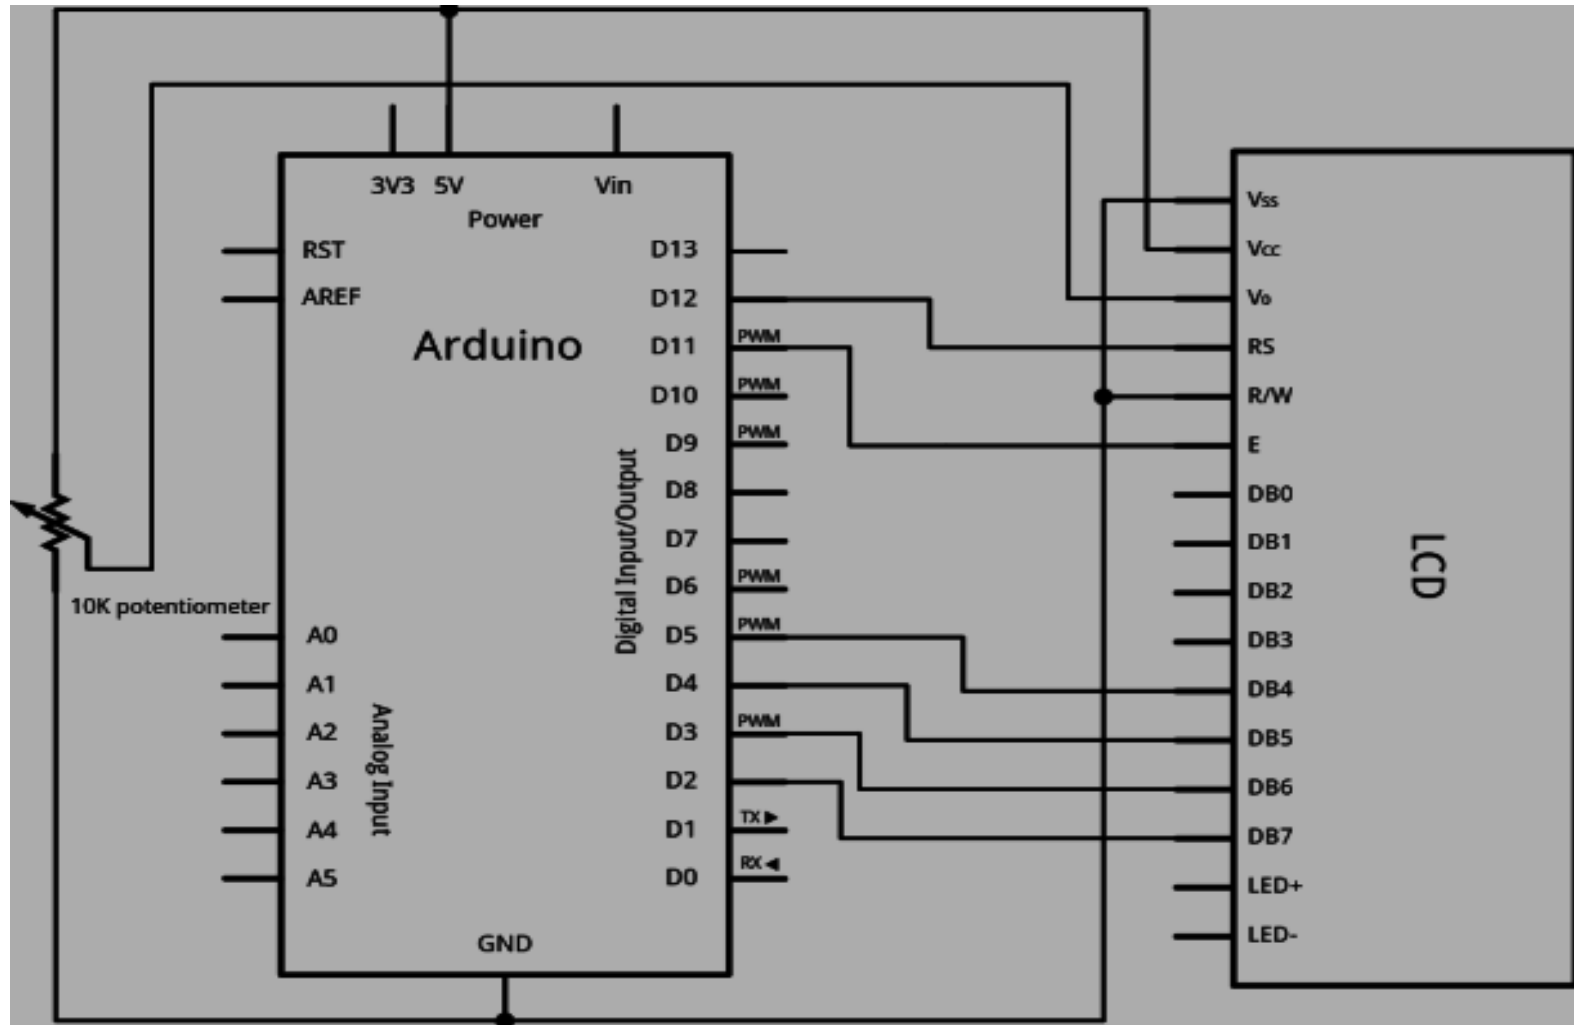 3V3 5V Vin
Power
RST
AREF
Arduino
10K potentiometer
A0
A1
A2
A3
A4
A5
Analog Input
GND
Digital Input/Output
D13
D12
D11 PWM
D10 PWM
D9 PWM
D8
D7
D6 PWM
D5 PWM
D4
D3 PWM
D2
D1 TX ▶
D0 RX ◀
Vss
Vcc
Vo
RS
R/W
E
DB0
DB1
DB2
DB3
DB4
DB5
DB6
DB7
LED+
LED-
LCD